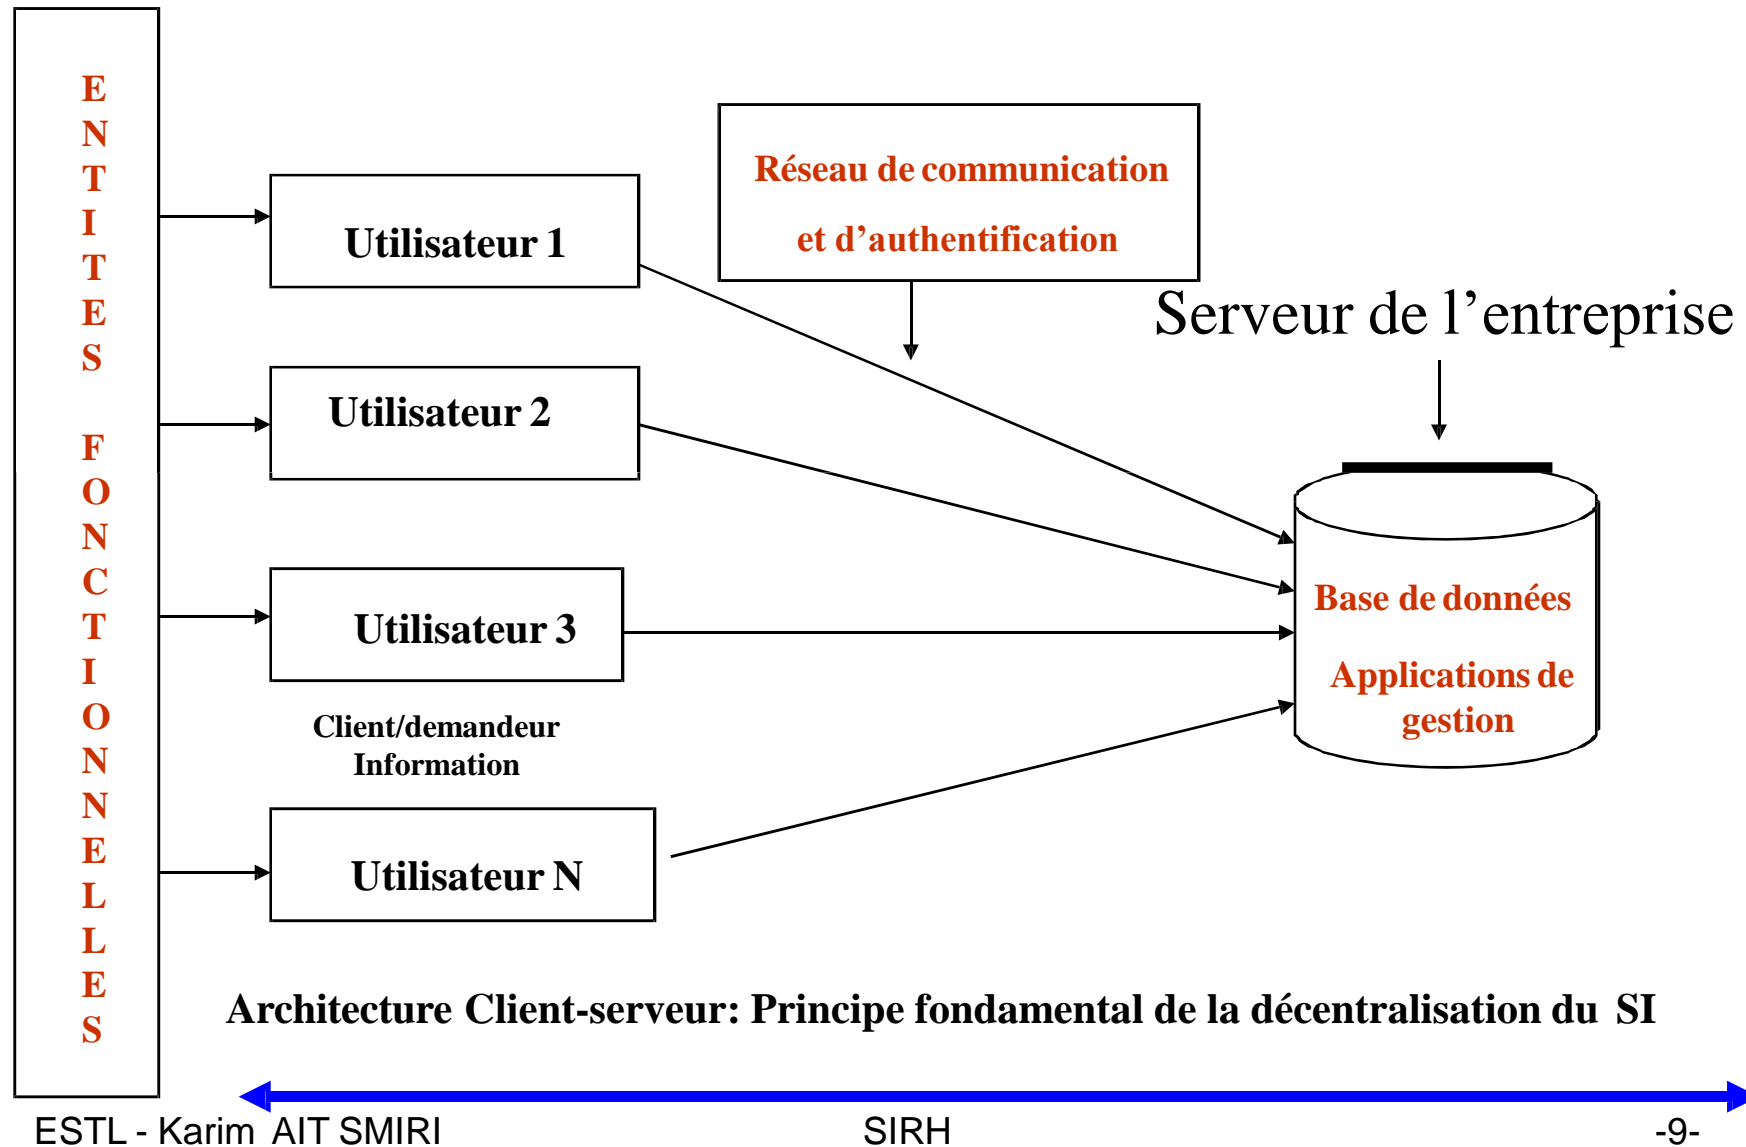 ENTITES FONCTIONNELLES
Réseau de communication
et d’authentification
Utilisateur 1
Serveur de l’entreprise
Utilisateur 2
Utilisateur 3
Client/demandeur
Information
Utilisateur N
Base de données
Applications de
gestion
Architecture Client-serveur: Principe fondamental de la décentralisation du SI
ESTL - Karim AIT SMIRI
SIRH
-9-